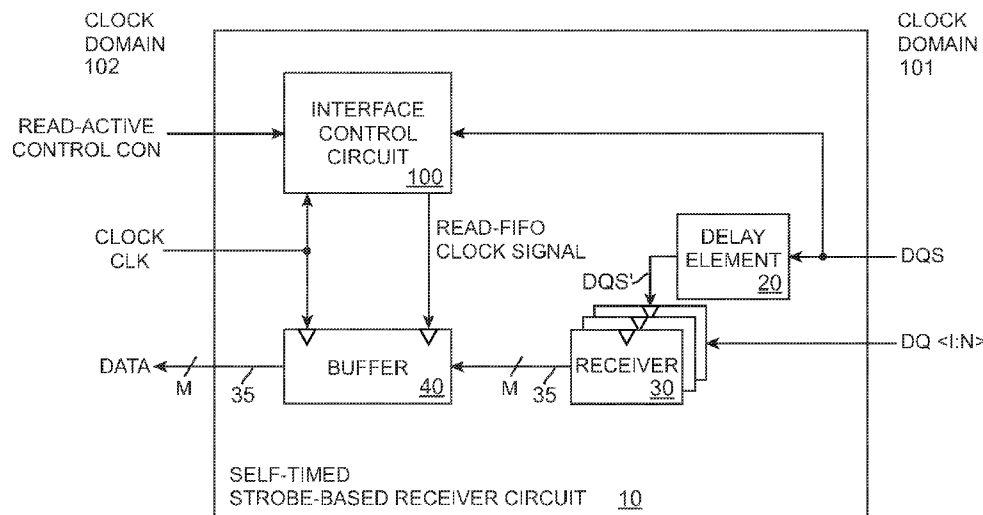 CLOCK
DOMAIN
102
CLOCK
DOMAIN
101
READ-ACTIVE
CONTROL CON
INTERFACE
CONTROL
CIRCUIT
100
CLOCK
CLK
READ-FIFO
CLOCK SIGNAL
DELAY
ELEMENT
20
DQS
DQS'
DQ <I:N>
DATA
M
35
BUFFER
40
M
35
RECEIVER
30
SELF-TIMED
STROBE-BASED RECEIVER CIRCUIT 10